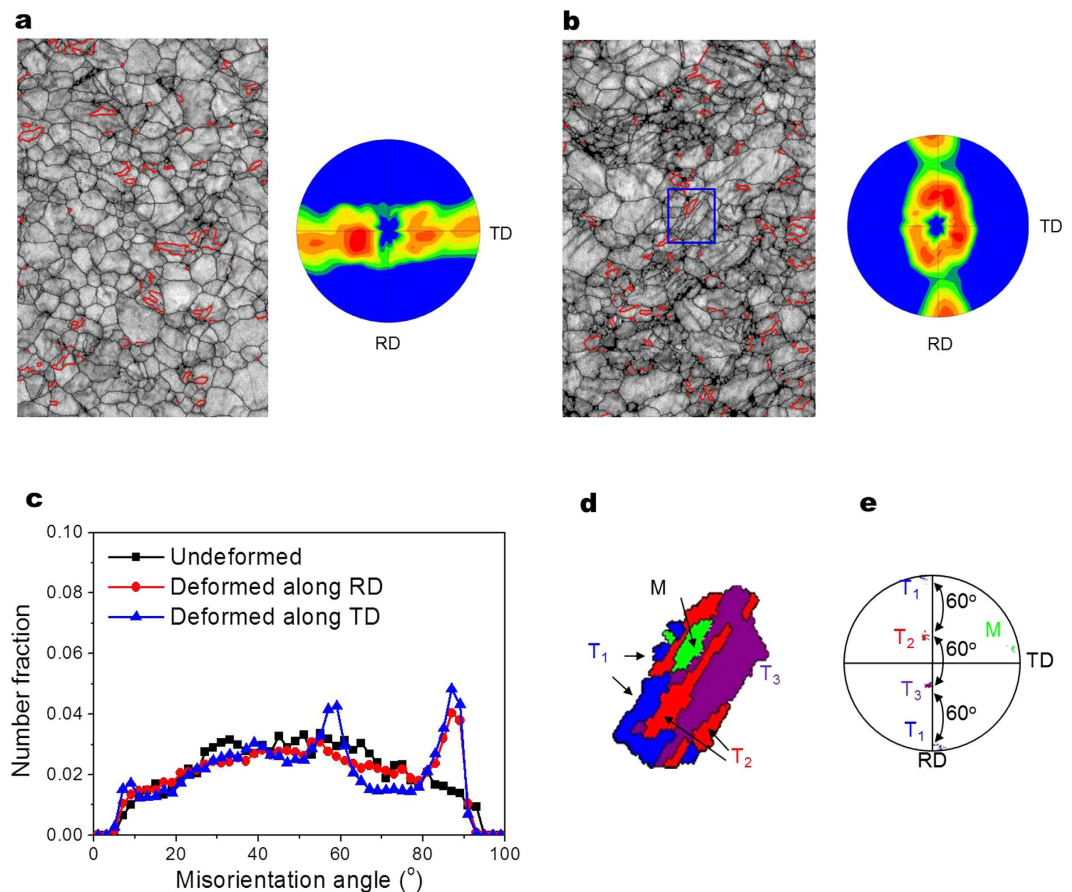 a
TD
RD
b
TD
RD
c
0.10
0.08
0.06
0.04
0.02
0.00
Number fraction
Undeformed
Deformed along RD
Deformed along TD
0
20
40
60
80
100
Misorientation angle (°)
d
M
T1
T3
T2
e
T1
60°
T2
60°
M
TD
T3
60°
T1
RD